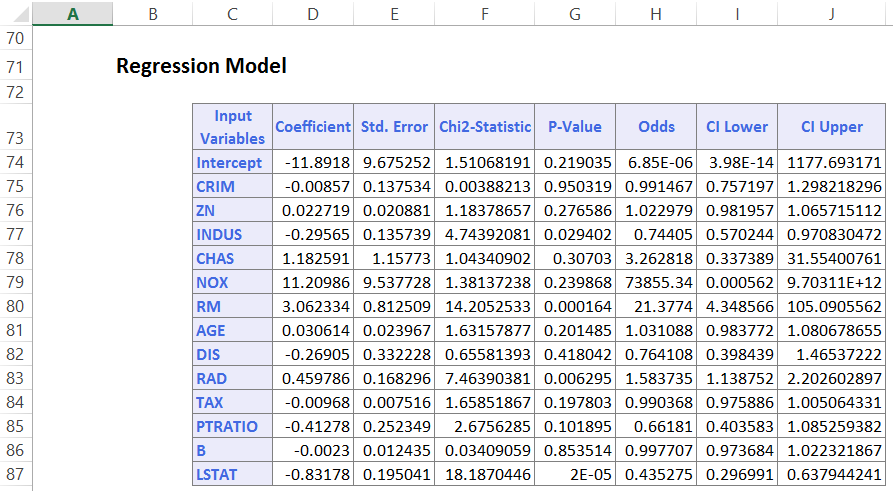 A B C D E F G H I J
70
71 Regression Model
72
73 Input Variables Coefficient Std. Error Chi2-Statistic P-Value Odds CI Lower CI Upper
74 Intercept -11.8918 9.675252 1.51068191 0.219035 6.85E-06 3.98E-14 1177.693171
75 CRIM -0.00857 0.137534 0.00388213 0.950319 0.991467 0.757197 1.298218296
76 ZN 0.022719 0.020881 1.18378657 0.276586 1.022979 0.981957 1.065715112
77 INDUS -0.29565 0.135739 4.74392081 0.029402 0.74405 0.570244 0.970830472
78 CHAS 1.182591 1.15773 1.04340902 0.30703 3.262818 0.337389 31.55400761
79 NOX 11.20986 9.537728 1.38137238 0.239868 73855.34 0.000562 9.70311E+12
80 RM 3.062334 0.812509 14.2052533 0.000164 21.3774 4.348566 105.0905562
81 AGE 0.030614 0.023967 1.63157877 0.201485 1.031088 0.983772 1.080678655
82 DIS -0.26905 0.332228 0.65581393 0.418042 0.764108 0.398439 1.46537222
83 RAD 0.459786 0.168296 7.46390381 0.006295 1.583735 1.138752 2.202602897
84 TAX -0.00968 0.007516 1.65851867 0.197803 0.990368 0.975886 1.005064331
85 PTRATIO -0.41278 0.252349 2.6756285 0.101895 0.66181 0.403583 1.085259382
86 B -0.0023 0.012435 0.03409059 0.853514 0.997707 0.973684 1.022321867
87 LSTAT -0.83178 0.195041 18.1870446 2E-05 0.435275 0.296991 0.637944241